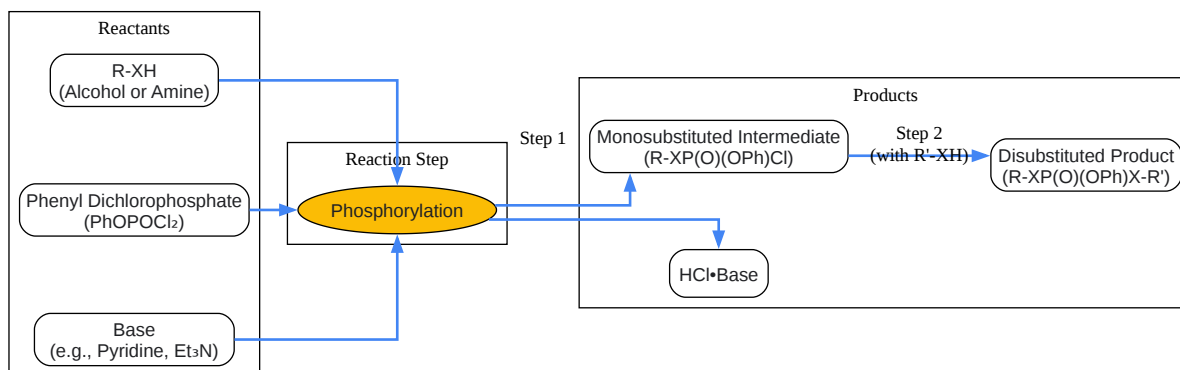 Reactants
R-XH
(Alcohol or Amine)
Phenyl Dichlorophosphate
(PhOPOCl₂)
Base
(e.g., Pyridine, Et₃N)
Reaction Step
Phosphorylation
Step 1
Products
Monosubstituted Intermediate
(R-XP(O)(OPh)Cl)
HCl•Base
Step 2
(with R'-XH)
Disubstituted Product
(R-XP(O)(OPh)X-R')